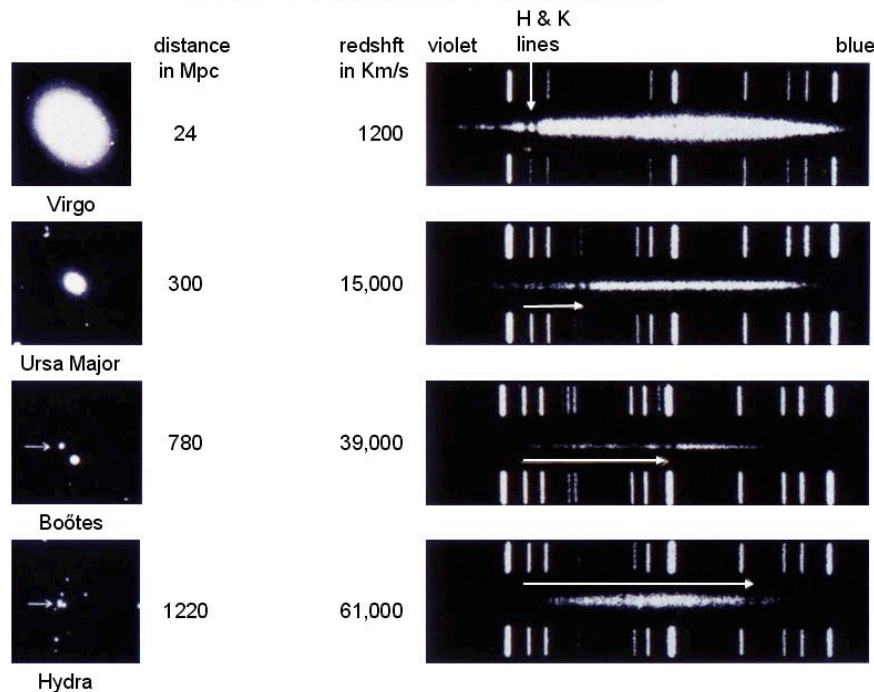 distance
in Mpc
redshft
in Km/s
violet
H & K
lines
blue
24
1200
Virgo
300
15,000
Ursa Major
780
39,000
Boőtes
1220
61,000
Hydra